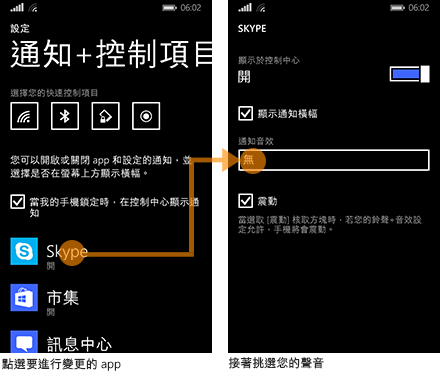 06:02
設定
通知+控制項目
選擇您的快速控制項目
您可以開啟或關閉 app 和設定的通知，並
選擇是否在螢幕上方顯示橫幅。
當我的手機鎖定時，在控制中心顯示通
知
Skype
開
市集
開
訊息中心
點選要進行變更的 app
06:02
SKYPE
顯示於控制中心
開
顯示通知橫幅
通知音效
無
震動
當選取 [震動] 核取方塊時，若您的鈴聲+音效設
定允許，手機將會震動。
接著挑選您的聲音